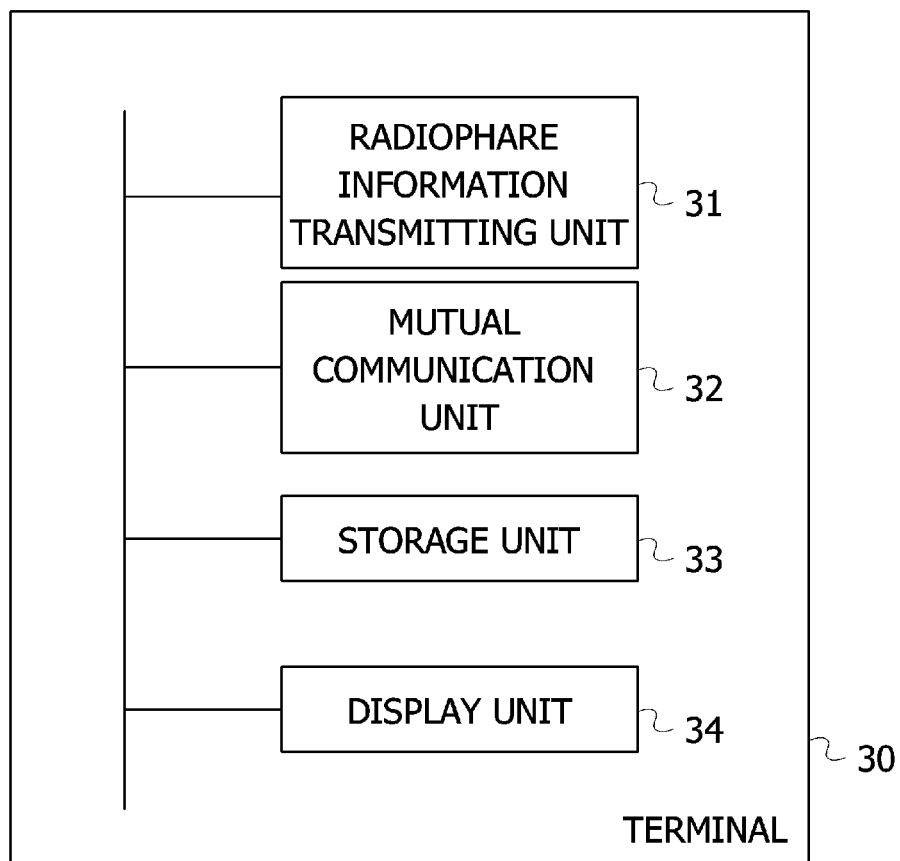 RADIOPHARE
INFORMATION
TRANSMITTING UNIT
31
MUTUAL
COMMUNICATION
UNIT
32
STORAGE UNIT
33
DISPLAY UNIT
34
30
TERMINAL